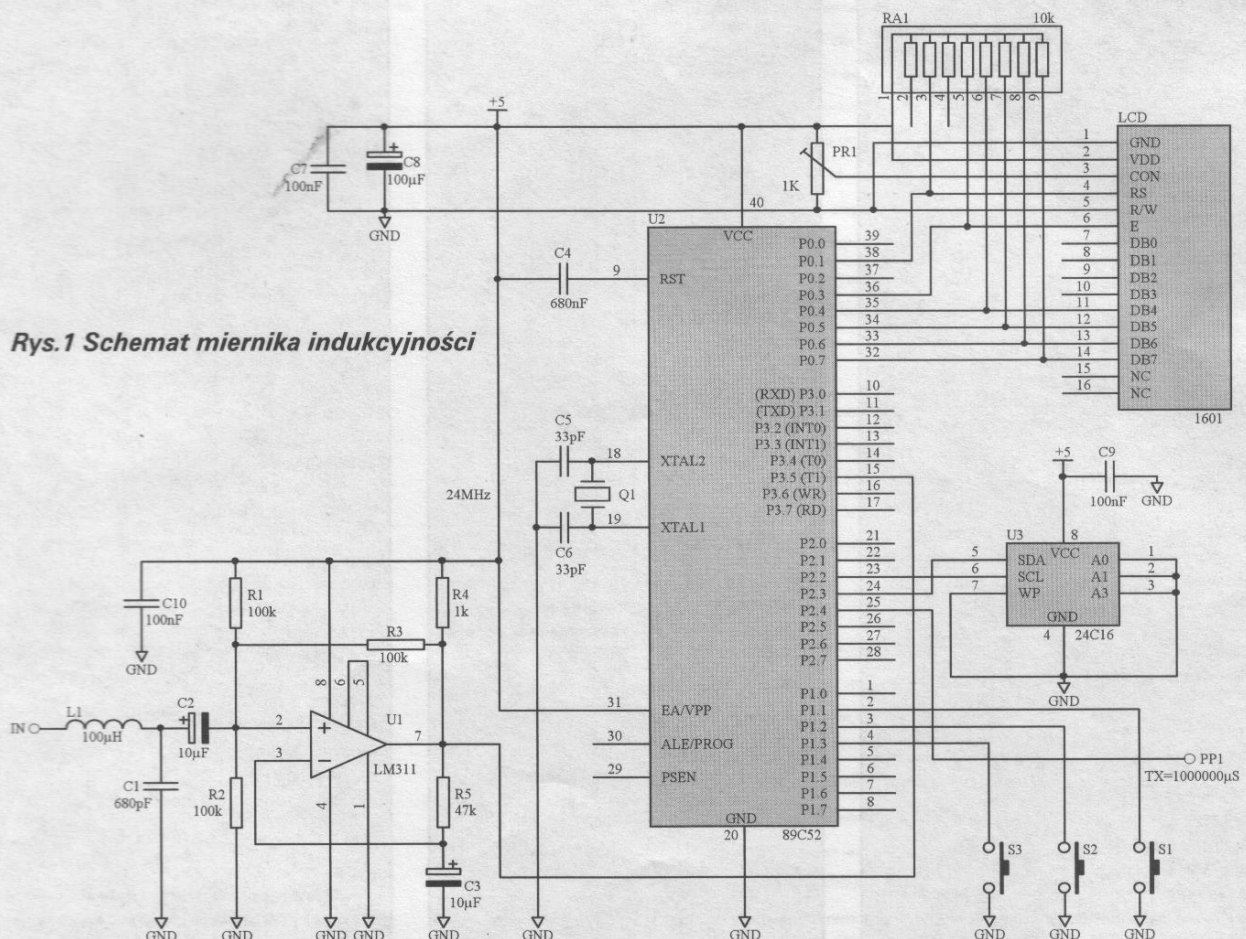 RA1 10k
1 2 3 4 5 6 7 8 9
+5
C7
100nF
C8
100µF
+
GND
PR1
1K
LCD
1 GND
2 VDD
3 CON
4 RS
5 R/W
6 E
7 DB0
8 DB1
9 DB2
10 DB3
11 DB4
12 DB5
13 DB6
14 DB7
15 NC
16 NC
1601
Rys.1 Schemat miernika indukcyjności
C4
680nF
U2
40
VCC
9 RST
P0.0 39
P0.1 38
P0.2 37
P0.3 36
P0.4 35
P0.5 34
P0.6 33
P0.7 32
(RXD) P3.0 10
(TXD) P3.1 11
P3.2 (INT0) 12
P3.3 (INT1) 13
P3.4 (T0) 14
P3.5 (T1) 15
P3.6 (WR) 16
P3.7 (RD) 17
C5
33pF
18 XTAL2
24MHz
Q1
19 XTAL1
C6
33pF
P2.0 21
P2.1 22
P2.2 23
P2.3 24
P2.4 25
P2.5 26
P2.6 27
P2.7 28
31 EA/VPP
30 ALE/PROG
29 PSEN
P1.0 1
P1.1 2
P1.2 3
P1.3 4
P1.4 5
P1.5 6
P1.6 7
P1.7 8
GND
20 89C52
GND
+5
C9
100nF
GND
U3
8
VCC
5 SDA A0 1
6 SCL A1 2
7 WP A3 3
GND
4 24C16
GND
PP1
TX=1000000µS
S3
S2
S1
GND
GND
GND
C10
100nF
GND
R1
100k
R4
1k
R3
100k
IN
L1
100µH
C2
+
10µF
C1
680pF
R2
100k
8 6 5
2 +
3 −
U1
7
LM311
4 1
R5
47k
+
C3
10µF
GND
GND
GND
GND
GND
GND